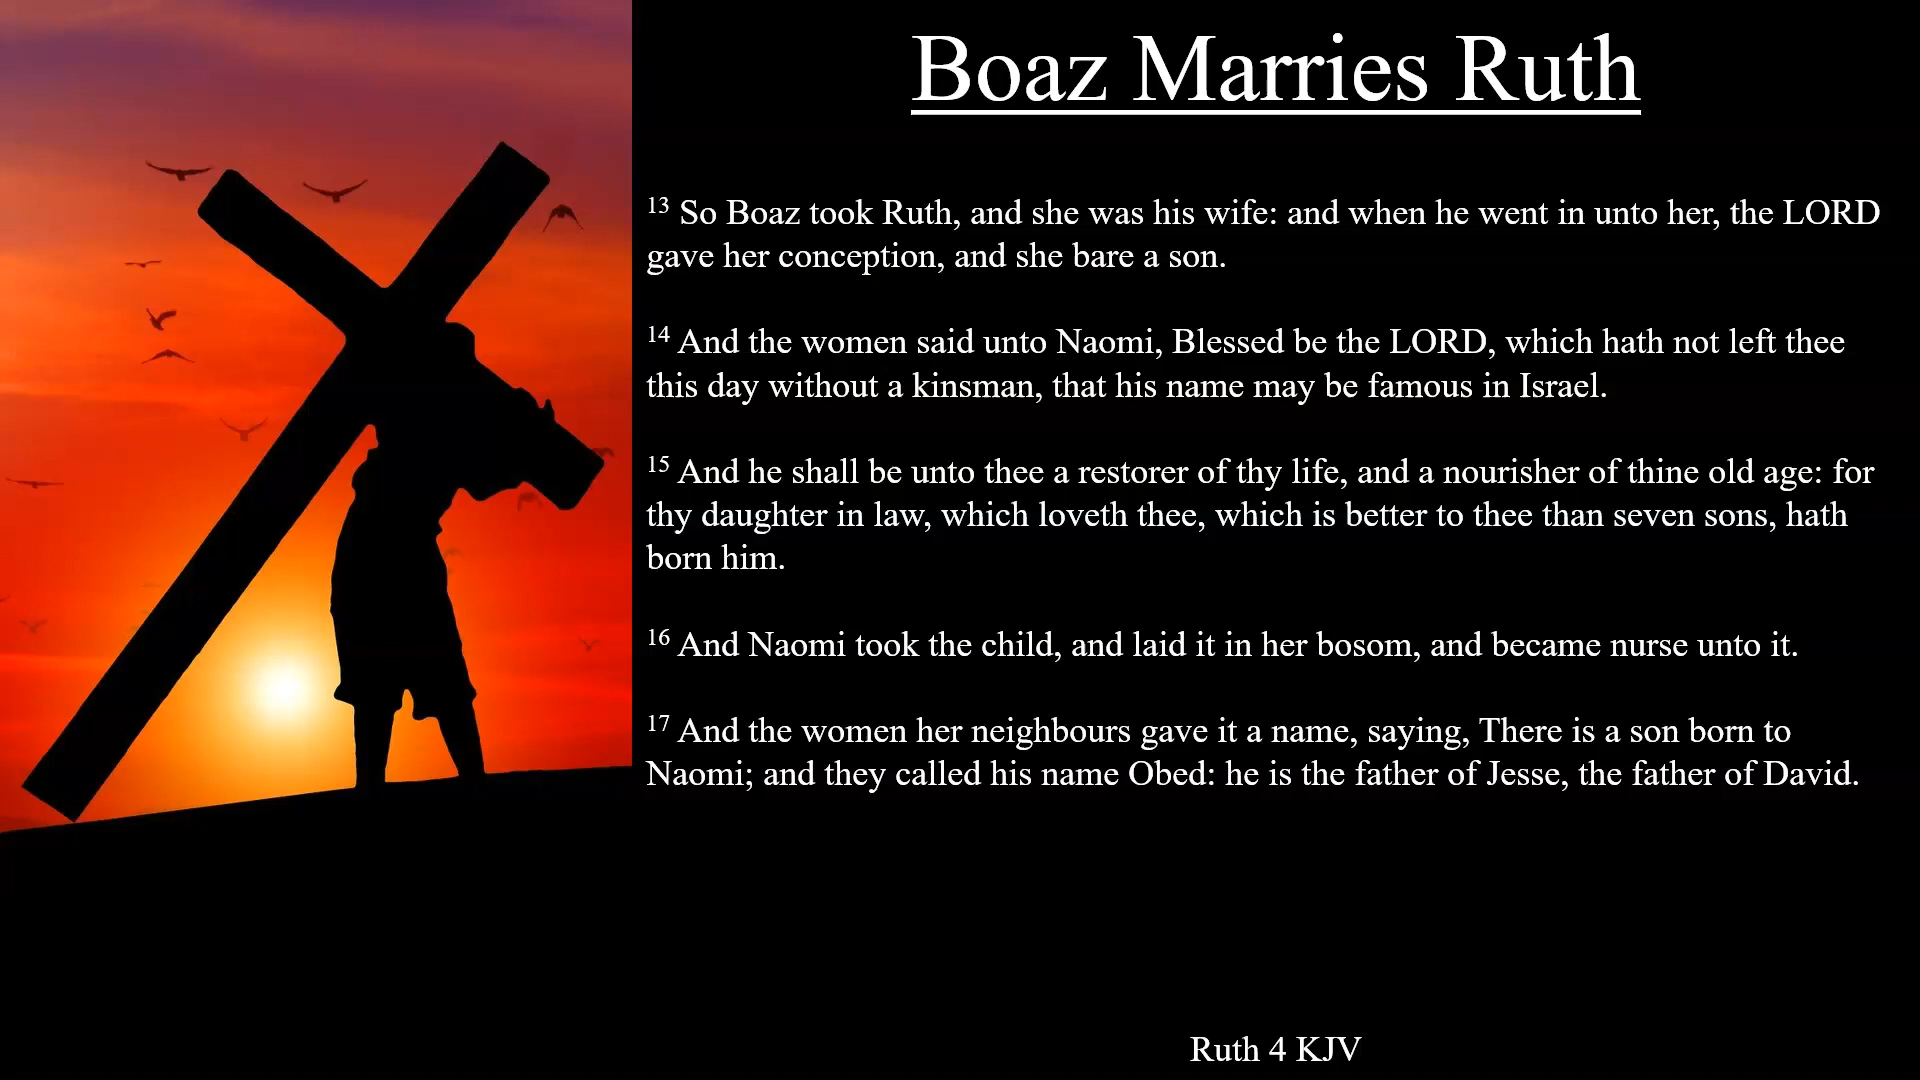 Boaz Marries Ruth
13 So Boaz took Ruth, and she was his wife: and when he went in unto her, the LORD
gave her conception, and she bare a son.
14 And the women said unto Naomi, Blessed be the LORD, which hath not left thee
this day without a kinsman, that his name may be famous in Israel.
15 And he shall be unto thee a restorer of thy life, and a nourisher of thine old age: for
thy daughter in law, which loveth thee, which is better to thee than seven sons, hath
born him.
16 And Naomi took the child, and laid it in her bosom, and became nurse unto it.
17 And the women her neighbours gave it a name, saying, There is a son born to
Naomi; and they called his name Obed: he is the father of Jesse, the father of David.
Ruth 4 KJV